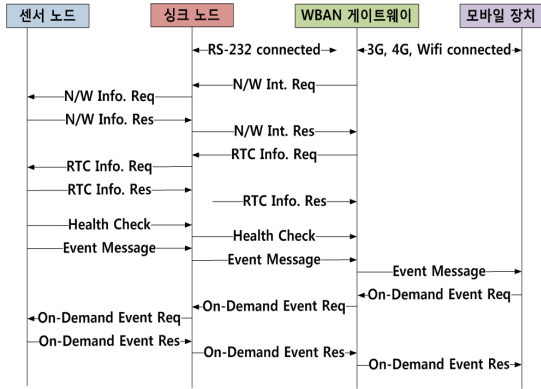 센서 노드
싱크 노드
WBAN 게이트웨이
모바일 장치
RS-232 connected
3G, 4G, Wifi connected
N/W Int. Req
N/W Info. Req
N/W Info. Res
N/W Int. Res
RTC Info. Req
RTC Info. Req
RTC Info. Res
RTC Info. Res
Health Check
Health Check
Event Message
Event Message
Event Message
On-Demand Event Req
On-Demand Event Req
On-Demand Event Req
On-Demand Event Res
On-Demand Event Res
On-Demand Event Res